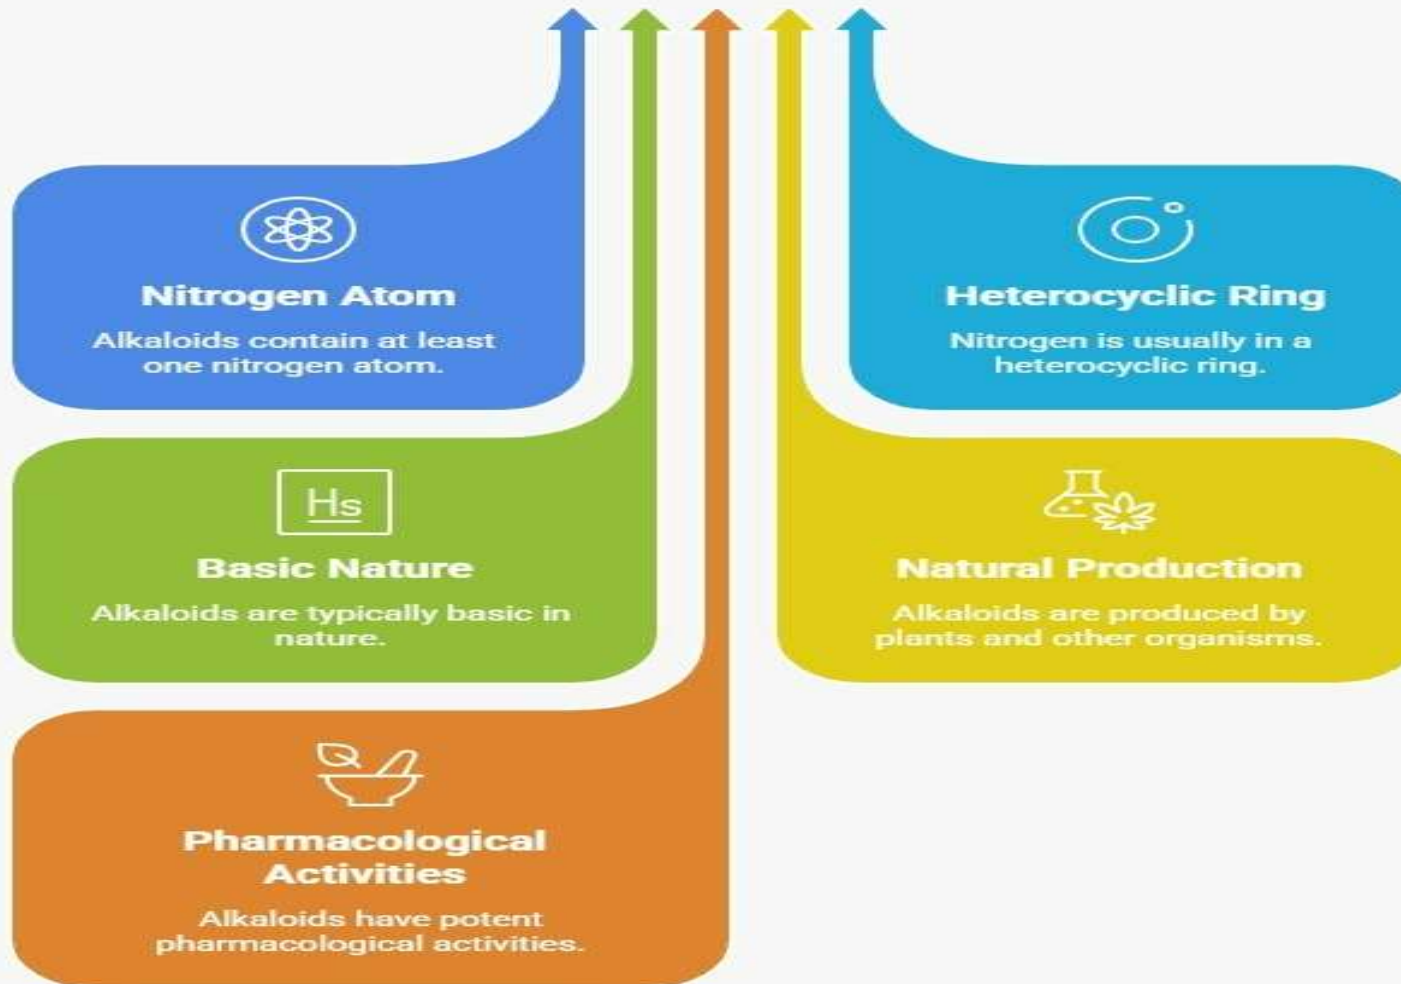 Nitrogen Atom
Alkaloids contain at least
one nitrogen atom.
Heterocyclic Ring
Nitrogen is usually in a
heterocyclic ring.
Hs
Basic Nature
Alkaloids are typically basic in
nature.
Natural Production
Alkaloids are produced by
plants and other organisms.
Pharmacological
Activities
Alkaloids have potent
pharmacological activities.